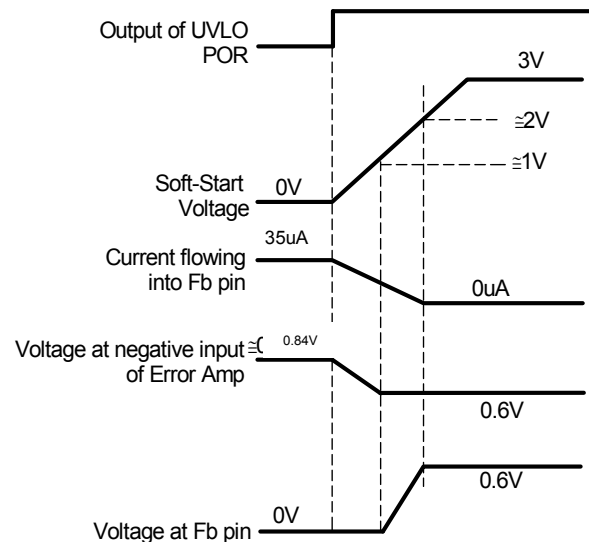 Output of UVLO
POR
3V
≅2V
≅1V
Soft-Start
Voltage
0V
35uA
Current flowing
into Fb pin
0uA
Voltage at negative input
of Error Amp
≅0.84V
0.6V
0.6V
0V
Voltage at Fb pin